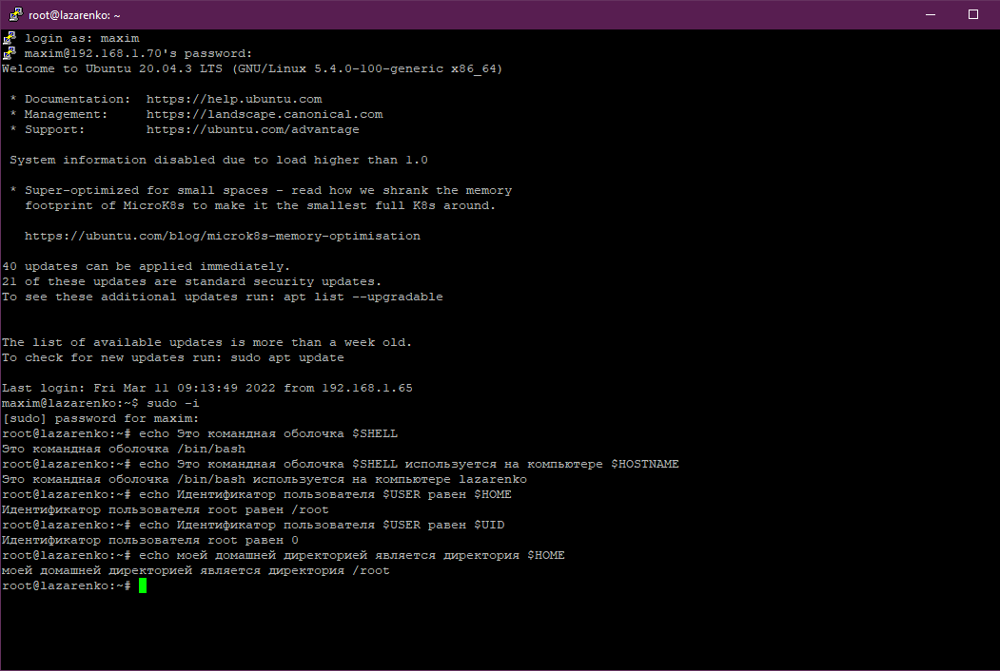 root@lazarenko: ~
login as: maxim
maxim@192.168.1.70's password:
Welcome to Ubuntu 20.04.3 LTS (GNU/Linux 5.4.0-100-generic x86_64)
* Documentation:  https://help.ubuntu.com
* Management:     https://landscape.canonical.com
* Support:        https://ubuntu.com/advantage
System information disabled due to load higher than 1.0
* Super-optimized for small spaces - read how we shrank the memory
footprint of MicroK8s to make it the smallest full K8s around.
https://ubuntu.com/blog/microk8s-memory-optimisation
40 updates can be applied immediately.
21 of these updates are standard security updates.
To see these additional updates run: apt list --upgradable
The list of available updates is more than a week old.
To check for new updates run: sudo apt update
Last login: Fri Mar 11 09:13:49 2022 from 192.168.1.65
maxim@lazarenko:~$ sudo -i
[sudo] password for maxim:
root@lazarenko:~# echo Это командная оболочка $SHELL
Это командная оболочка /bin/bash
root@lazarenko:~# echo Это командная оболочка $SHELL используется на компьютере $HOSTNAME
Это командная оболочка /bin/bash используется на компьютере lazarenko
root@lazarenko:~# echo Идентификатор пользователя $USER равен $HOME
Идентификатор пользователя root равен /root
root@lazarenko:~# echo Идентификатор пользователя $USER равен $UID
Идентификатор пользователя root равен 0
root@lazarenko:~# echo моей домашней директорией является директория $HOME
моей домашней директорией является директория /root
root@lazarenko:~#